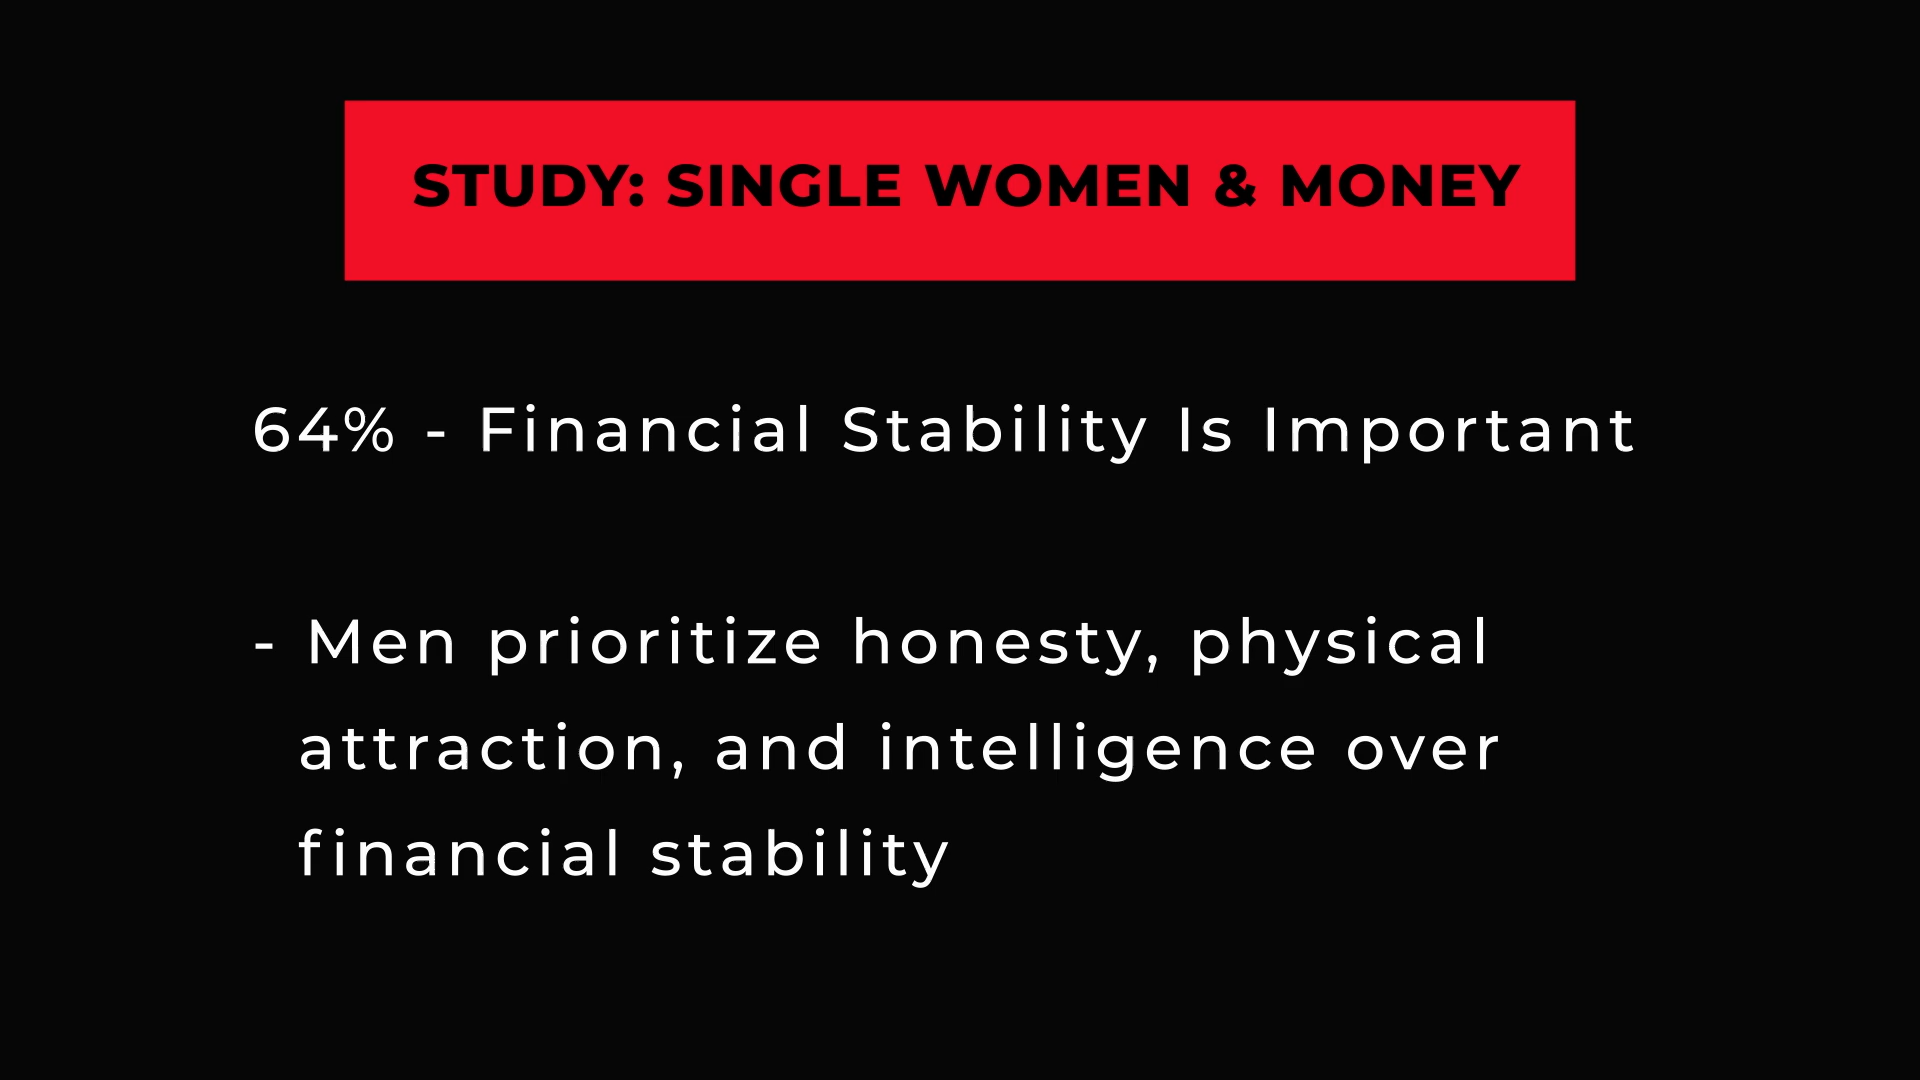 STUDY: SINGLE WOMEN & MONEY
64% - Financial Stability Is Important
- Men prioritize honesty, physical
attraction, and intelligence over
financial stability